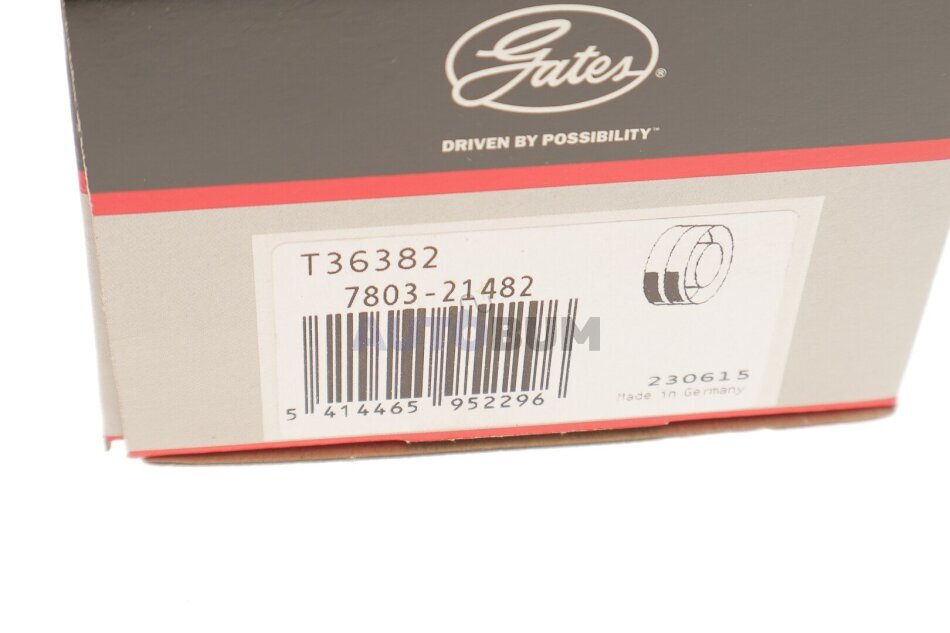 Gates®
DRIVEN BY POSSIBILITY™
T36382
7803-21482
AUTOBUM
5 414465 952296
230615
Made in Germany